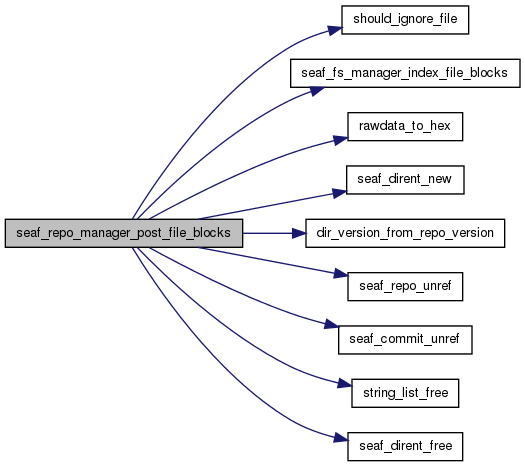 should_ignore_file
seaf_fs_manager_index_file_blocks
rawdata_to_hex
seaf_dirent_new
seaf_repo_manager_post_file_blocks
dir_version_from_repo_version
seaf_repo_unref
seaf_commit_unref
string_list_free
seaf_dirent_free